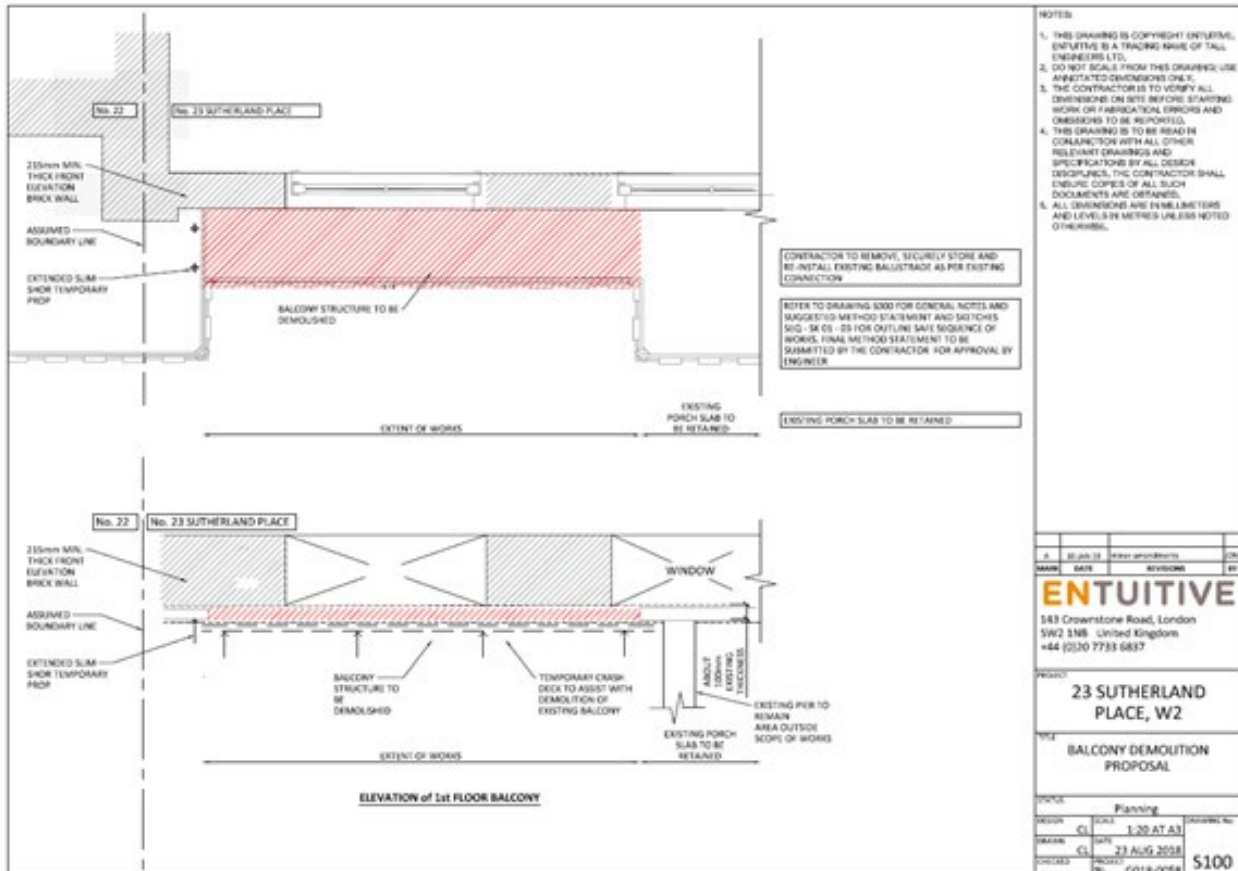 No. 22
No. 23 SUTHERLAND PLACE
215mm MIN.
THICK FRONT
ELEVATION
BRICK WALL
ASSUMED
BOUNDARY LINE
EXTENDED SLIM
SHOR TEMPORARY
PROP
BALCONY STRUCTURE TO BE
DEMOLISHED
EXTENT OF WORKS
EXISTING
PORCH SLAB TO
BE RETAINED
CONTRACTOR TO REMOVE, SECURELY STORE AND
RE-INSTALL EXISTING BALUSTRADE AS PER EXISTING
CONNECTION
REFER TO DRAWING S000 FOR GENERAL NOTES AND
SUGGESTED METHOD STATEMENT AND SKETCHES
SEQ - SK 01 - 03 FOR OUTLINE SAFE SEQUENCE OF
WORKS. FINAL METHOD STATEMENT TO BE
SUBMITTED BY THE CONTRACTOR FOR APPROVAL BY
ENGINEER
EXISTING PORCH SLAB TO BE RETAINED
No. 22
No. 23 SUTHERLAND PLACE
215mm MIN.
THICK FRONT
ELEVATION
BRICK WALL
ASSUMED
BOUNDARY LINE
EXTENDED SLIM
SHOR TEMPORARY
PROP
WINDOW
BALCONY
STRUCTURE TO
BE
DEMOLISHED
TEMPORARY CRASH
DECK TO ASSIST WITH
DEMOLITION OF
EXISTING BALCONY
ABOUT
100mm
EXISTING
THICKNESS
EXISTING PIER TO
REMAIN
AREA OUTSIDE
SCOPE OF WORKS
EXTENT OF WORKS
EXISTING PORCH
SLAB TO BE
RETAINED
ELEVATION of 1st FLOOR BALCONY
NOTES:
1. THIS DRAWING IS COPYRIGHT ENTUITIVE.
ENTUITIVE IS A TRADING NAME OF TALL
ENGINEERS LTD.
2. DO NOT SCALE FROM THIS DRAWING; USE
ANNOTATED DIMENSIONS ONLY.
3. THE CONTRACTOR IS TO VERIFY ALL
DIMENSIONS ON SITE BEFORE STARTING
WORK OR FABRICATION. ERRORS AND
OMISSIONS TO BE REPORTED.
4. THIS DRAWING IS TO BE READ IN
CONJUNCTION WITH ALL OTHER
RELEVANT DRAWINGS AND
SPECIFICATIONS BY ALL DESIGN
DISCIPLINES. THE CONTRACTOR SHALL
ENSURE COPIES OF ALL SUCH
DOCUMENTS ARE OBTAINED.
5. ALL DIMENSIONS ARE IN MILLIMETERS
AND LEVELS IN METRES UNLESS NOTED
OTHERWISE.
A minor amendments
MARK DATE REVISIONS BY
ENTUITIVE
143 Crownstone Road, London
SW2 1NB United Kingdom
+44 (0)20 7733 6837
PROJECT
23 SUTHERLAND
PLACE, W2
TITLE
BALCONY DEMOLITION
PROPOSAL
STATUS
Planning
DESIGN CL SCALE 1:20 AT A3 DRAWING No.
DRAWN CL DATE 23 AUG 2018
CHECKED PROJECT S100